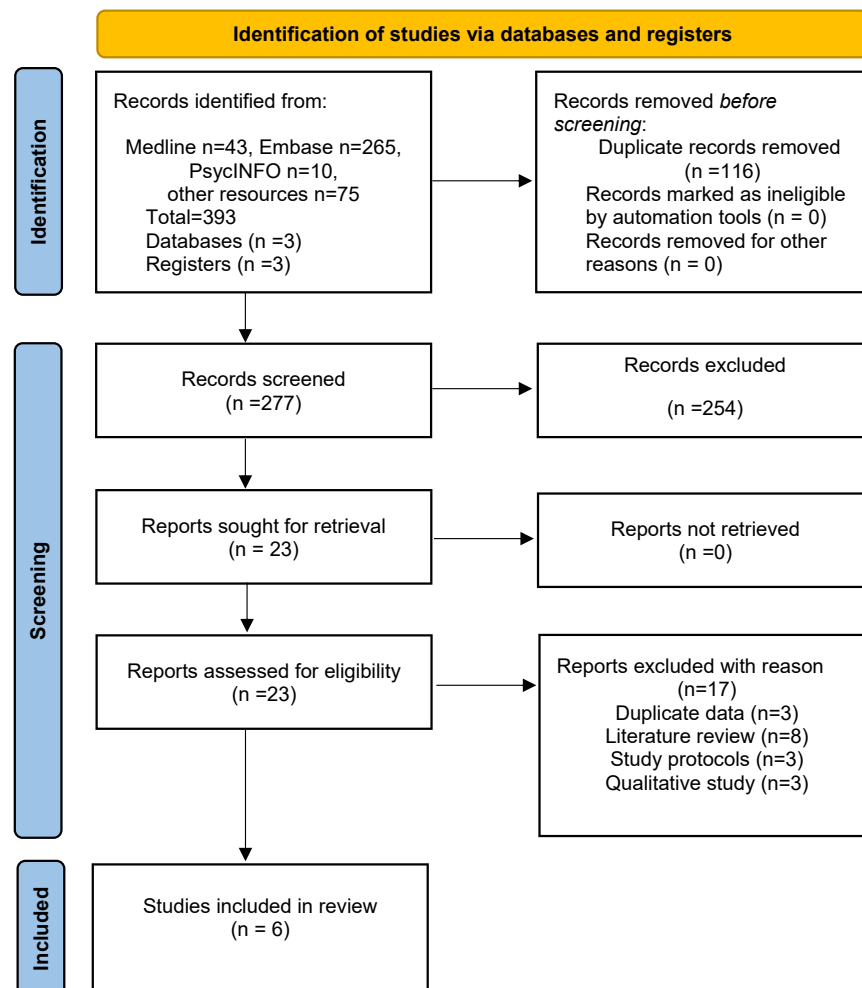 Identification of studies via databases and registers
Identification
Records identified from:
Medline n=43, Embase n=265,
PsycINFO n=10,
other resources n=75
Total=393
Databases (n =3)
Registers (n =3)
Records removed before
screening:
Duplicate records removed
(n =116)
Records marked as ineligible
by automation tools (n = 0)
Records removed for other
reasons (n = 0)
Screening
Records screened
(n =277)
Records excluded
(n =254)
Reports sought for retrieval
(n = 23)
Reports not retrieved
(n =0)
Reports assessed for eligibility
(n =23)
Reports excluded with reason
(n=17)
Duplicate data (n=3)
Literature review (n=8)
Study protocols (n=3)
Qualitative study (n=3)
Included
Studies included in review
(n = 6)